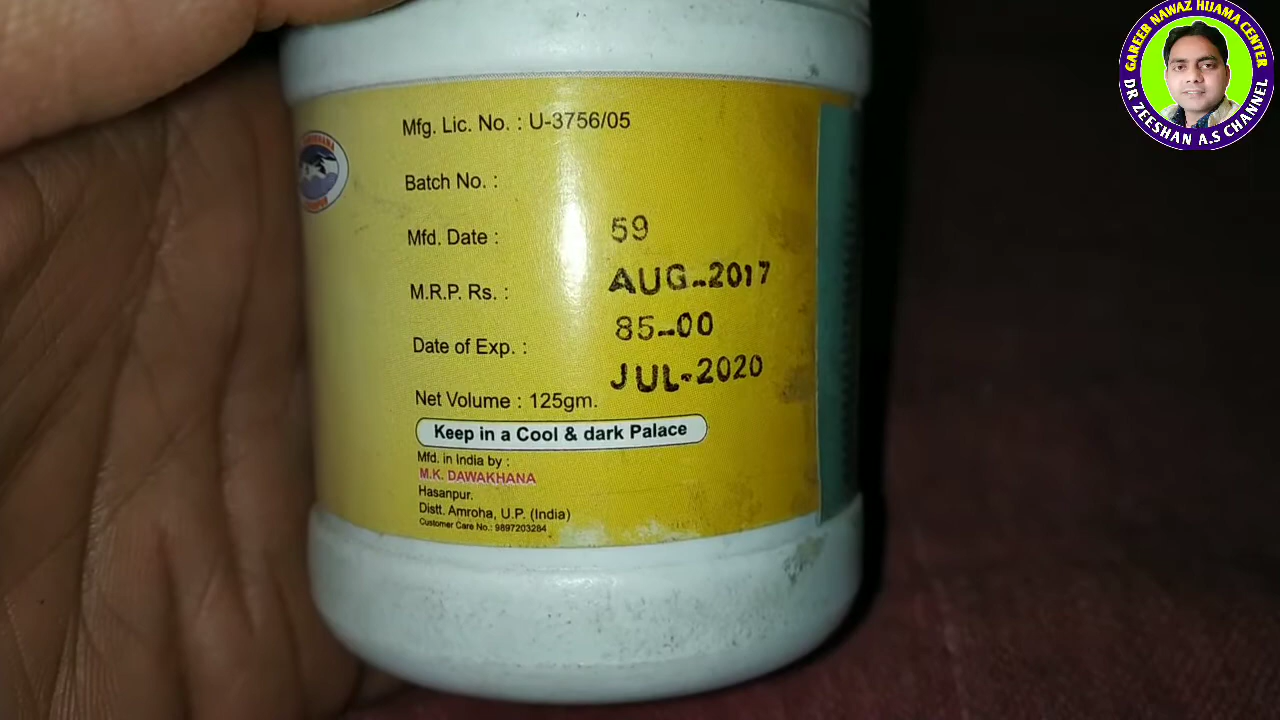 Mfg. Lic. No. : U-3756/05
Batch No. :
59
Mfd. Date :
AUG-2017
M.R.P. Rs. :
85-00
Date of Exp. :
JUL-2020
Net Volume : 125gm.
Keep in a Cool & dark Palace
Mfd. in India by :
M.K. DAWAKHANA
Hasanpur.
Distt. Amroha, U.P. (India)
Customer Care No.: 9897203284
GAREEB NAWAZ HIJAMA CENTER
DR ZEESHAN A.S CHANNEL